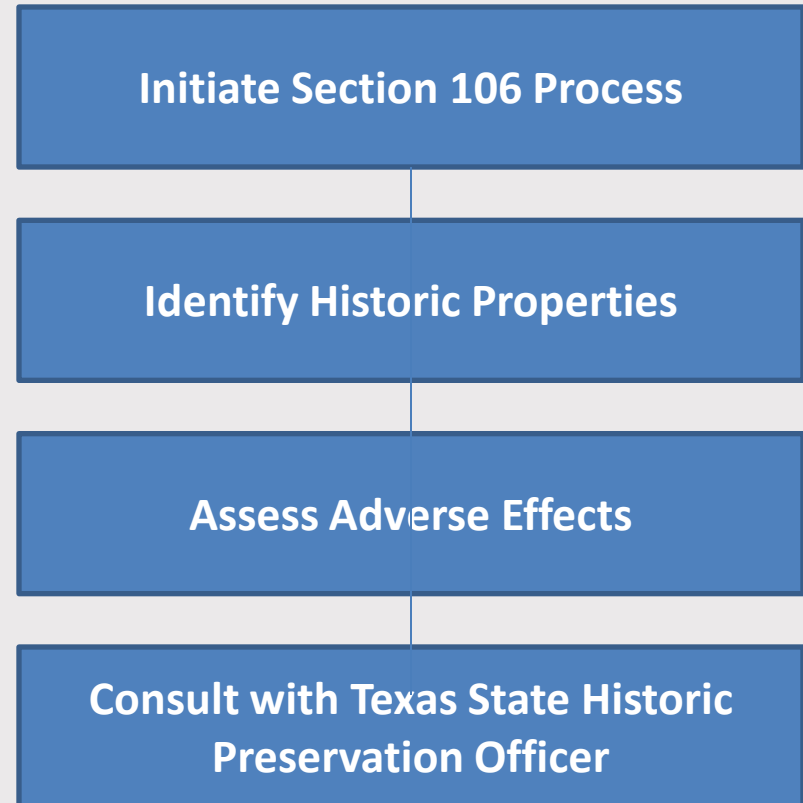 Initiate Section 106 Process
Identify Historic Properties
Assess Adverse Effects
Consult with Texas State Historic
Preservation Officer